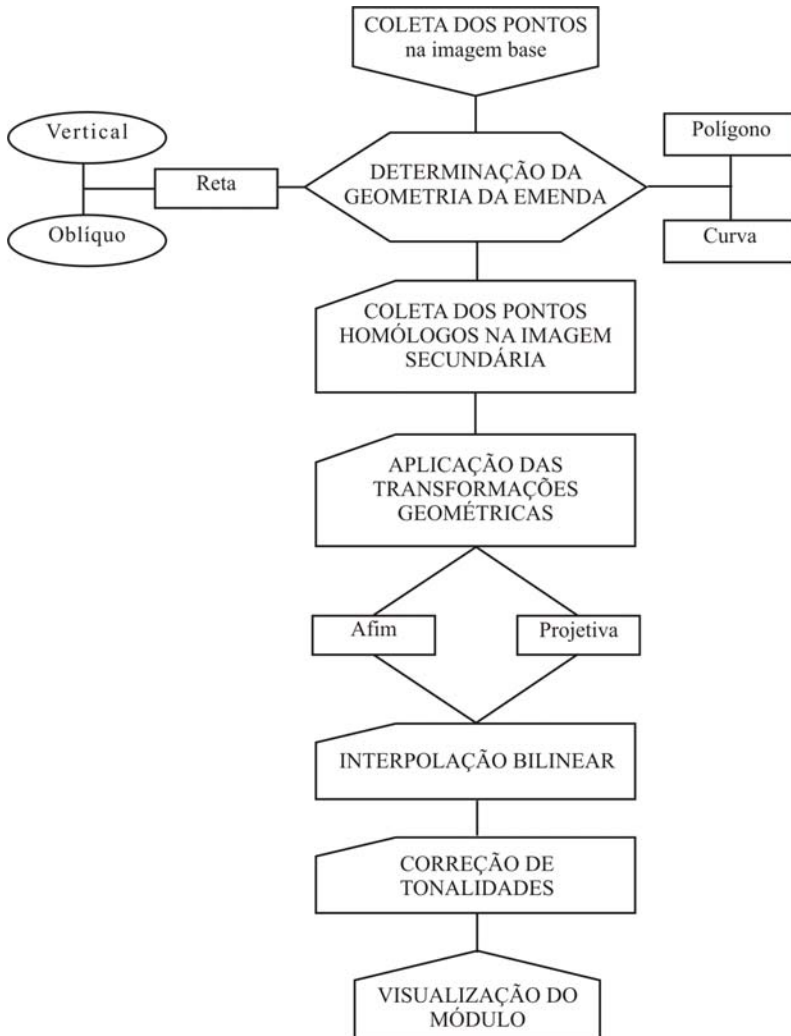 COLETA DOS PONTOS
na imagem base
Vertical
Reta
Oblíquo
DETERMINAÇÃO DA
GEOMETRIA DA EMENDA
Polígono
Curva
COLETA DOS PONTOS
HOMÓLOGOS NA IMAGEM
SECUNDÁRIA
APLICAÇÃO DAS
TRANSFORMAÇÕES
GEOMÉTRICAS
Afim
Projetiva
INTERPOLAÇÃO BILINEAR
CORREÇÃO DE
TONALIDADES
VISUALIZAÇÃO DO
MÓDULO